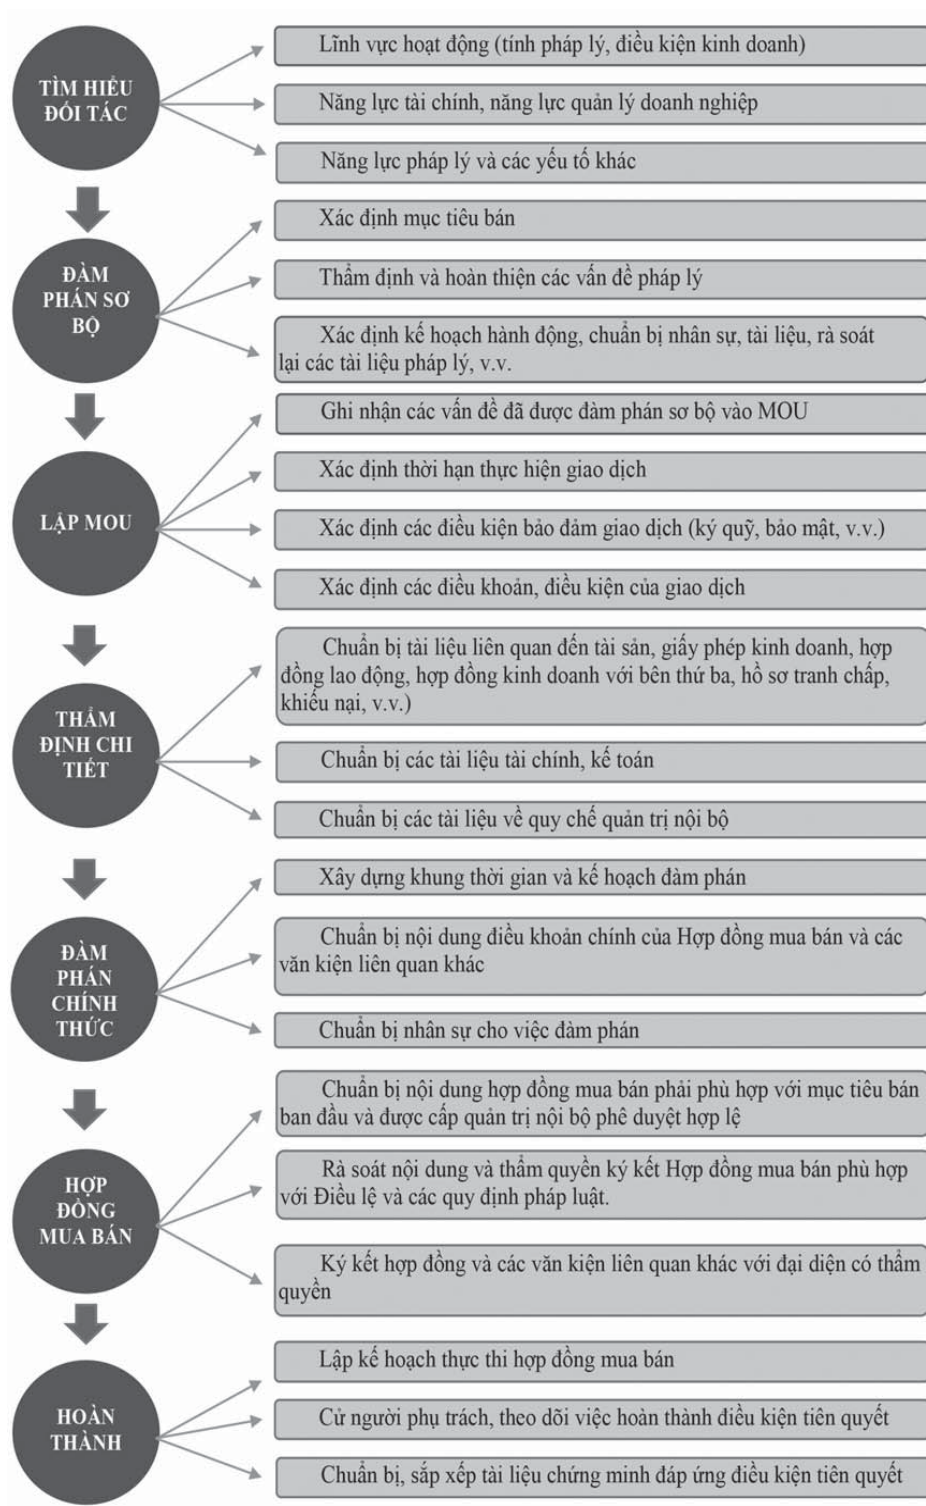 TÌM HIỂU
ĐỐI TÁC
Lĩnh vực hoạt động (tính pháp lý, điều kiện kinh doanh)
Năng lực tài chính, năng lực quản lý doanh nghiệp
Năng lực pháp lý và các yếu tố khác
ĐÀM
PHÁN SƠ
BỘ
Xác định mục tiêu bán
Thẩm định và hoàn thiện các vấn đề pháp lý
Xác định kế hoạch hành động, chuẩn bị nhân sự, tài liệu, rà soát
lại các tài liệu pháp lý, v.v.
LẬP MOU
Ghi nhận các vấn đề đã được đàm phán sơ bộ vào MOU
Xác định thời hạn thực hiện giao dịch
Xác định các điều kiện bảo đảm giao dịch (ký quỹ, bảo mật, v.v.)
Xác định các điều khoản, điều kiện của giao dịch
THẨM
ĐỊNH CHI
TIẾT
Chuẩn bị tài liệu liên quan đến tài sản, giấy phép kinh doanh, hợp
đồng lao động, hợp đồng kinh doanh với bên thứ ba, hồ sơ tranh chấp,
khiếu nại, v.v.)
Chuẩn bị các tài liệu tài chính, kế toán
Chuẩn bị các tài liệu về quy chế quản trị nội bộ
ĐÀM
PHÁN
CHÍNH
THỨC
Xây dựng khung thời gian và kế hoạch đàm phán
Chuẩn bị nội dung điều khoản chính của Hợp đồng mua bán và các
văn kiện liên quan khác
Chuẩn bị nhân sự cho việc đàm phán
HỢP
ĐỒNG
MUA BÁN
Chuẩn bị nội dung hợp đồng mua bán phải phù hợp với mục tiêu bán
ban đầu và được cấp quản trị nội bộ phê duyệt hợp lệ
Rà soát nội dung và thẩm quyền ký kết Hợp đồng mua bán phù hợp
với Điều lệ và các quy định pháp luật.
Ký kết hợp đồng và các văn kiện liên quan khác với đại diện có thẩm
quyền
HOÀN
THÀNH
Lập kế hoạch thực thi hợp đồng mua bán
Cử người phụ trách, theo dõi việc hoàn thành điều kiện tiên quyết
Chuẩn bị, sắp xếp tài liệu chứng minh đáp ứng điều kiện tiên quyết